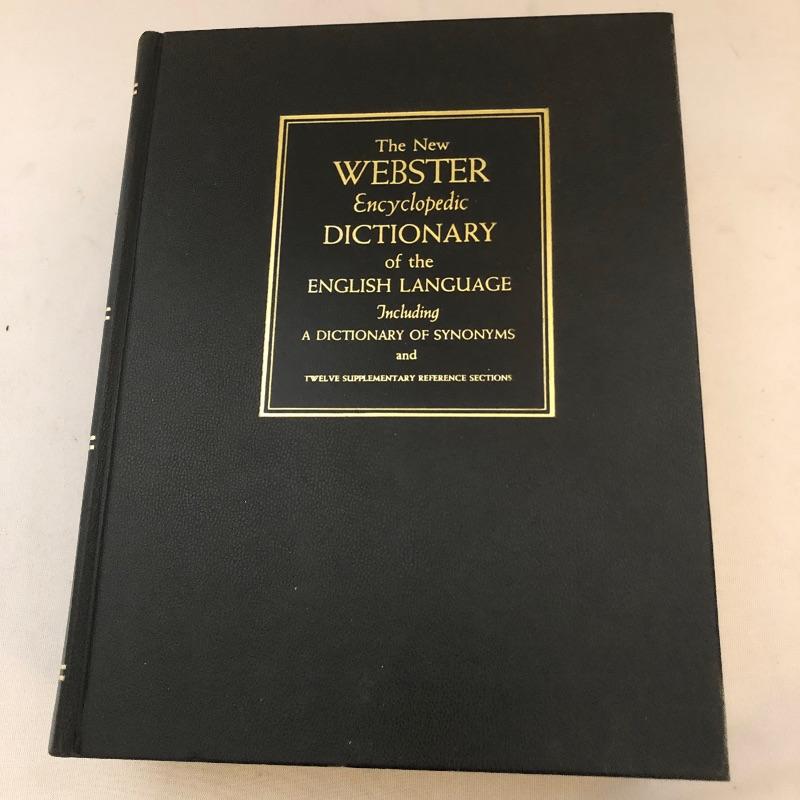 The New
WEBSTER
Encyclopedic
DICTIONARY
of the
ENGLISH LANGUAGE
Including
A DICTIONARY OF SYNONYMS
and
TWELVE SUPPLEMENTARY REFERENCE SECTIONS